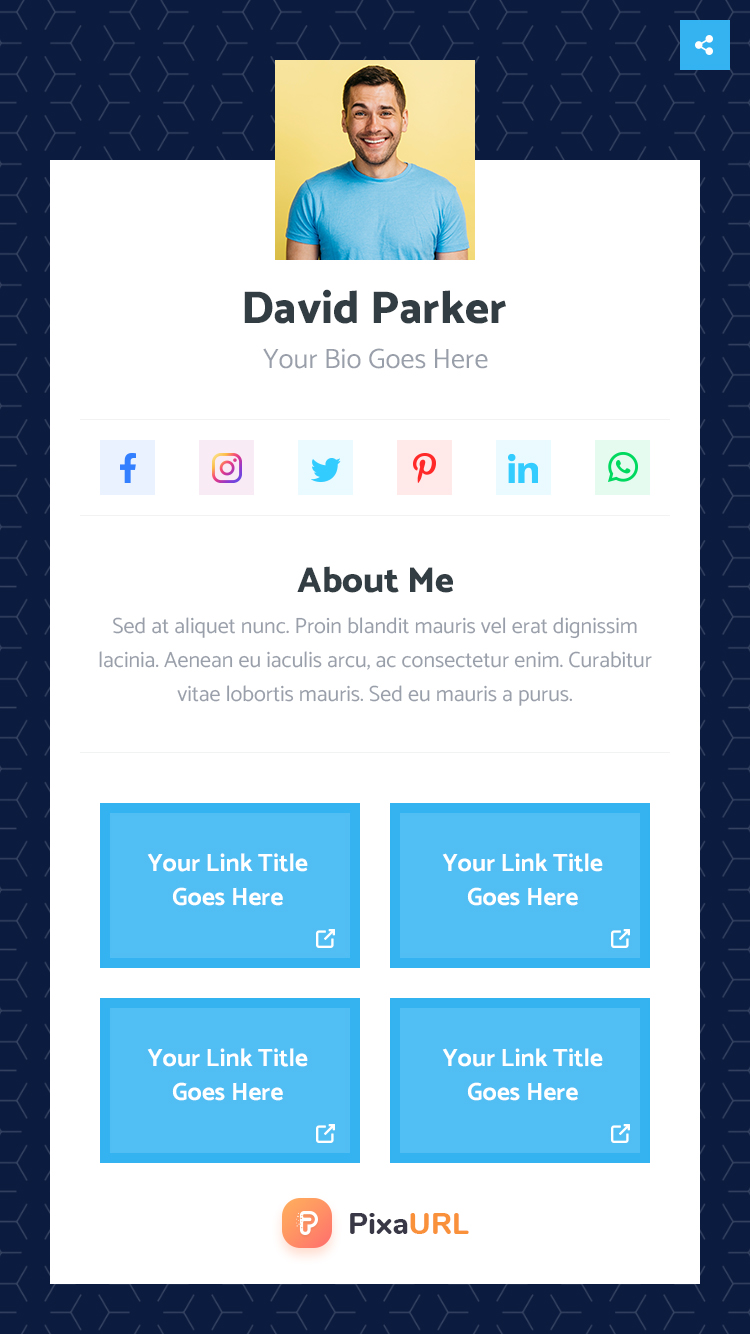 David Parker
Your Bio Goes Here
About Me
Sed at aliquet nunc. Proin blandit mauris vel erat dignissim
lacinia. Aenean eu iaculis arcu, ac consectetur enim. Curabitur
vitae lobortis mauris. Sed eu mauris a purus.
Your Link Title
Goes Here
Your Link Title
Goes Here
Your Link Title
Goes Here
Your Link Title
Goes Here
PixaURL